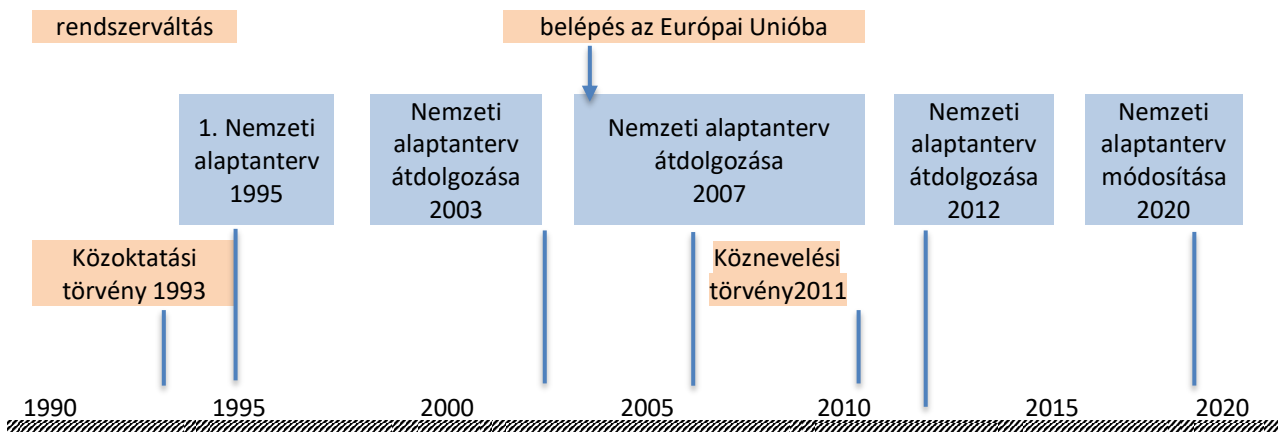 rendszerváltás
belépés az Európai Unióba
1. Nemzeti
alaptanterv
1995
Nemzeti
alaptanterv
átdolgozása
2003
Nemzeti alaptanterv
átdolgozása
2007
Nemzeti
alaptanterv
átdolgozása
2012
Nemzeti
alaptanterv
módosítása
2020
Közoktatási
törvény 1993
Köznevelési
törvény2011
1990 1995 2000 2005 2010 2015 2020